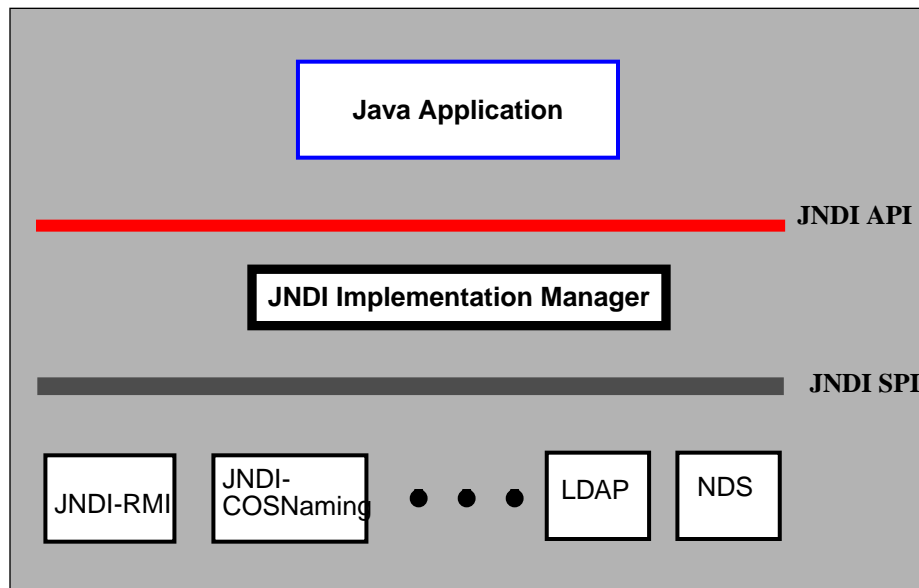 Java Application
JNDI API
JNDI Implementation Manager
JNDI SPI
JNDI-RMI
JNDI-
COSNaming
LDAP
NDS